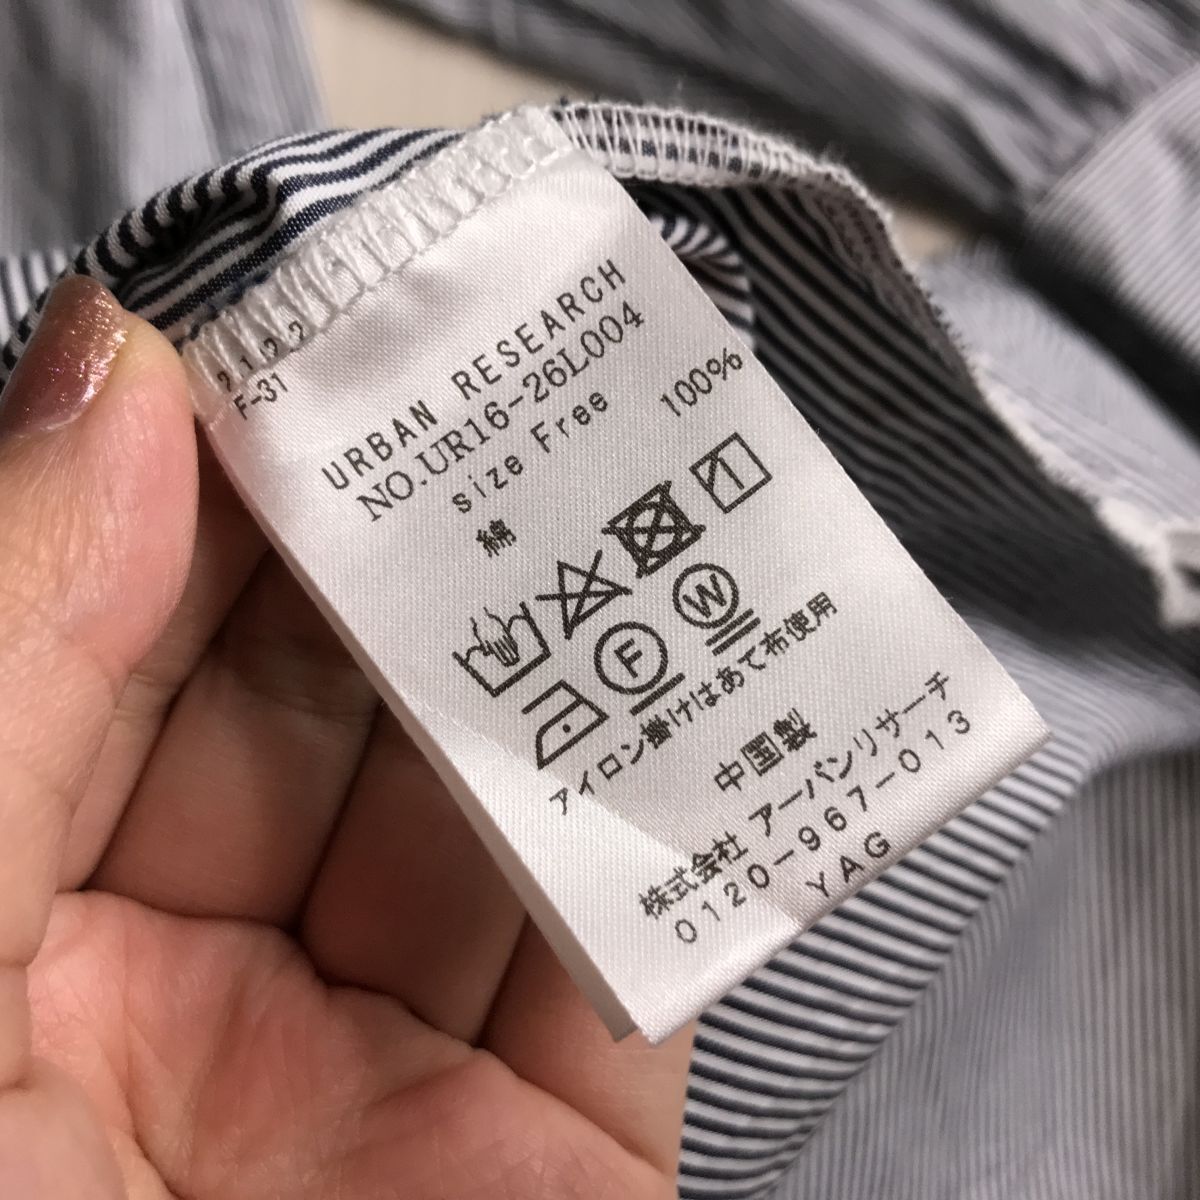 2122
F-31
URBAN RESEARCH
NO.UR16-26L004
size Free
綿 100%
F W
アイロン掛けはあて布使用
中国製
株式会社 アーバンリサーチ
0120-967-013
YAG